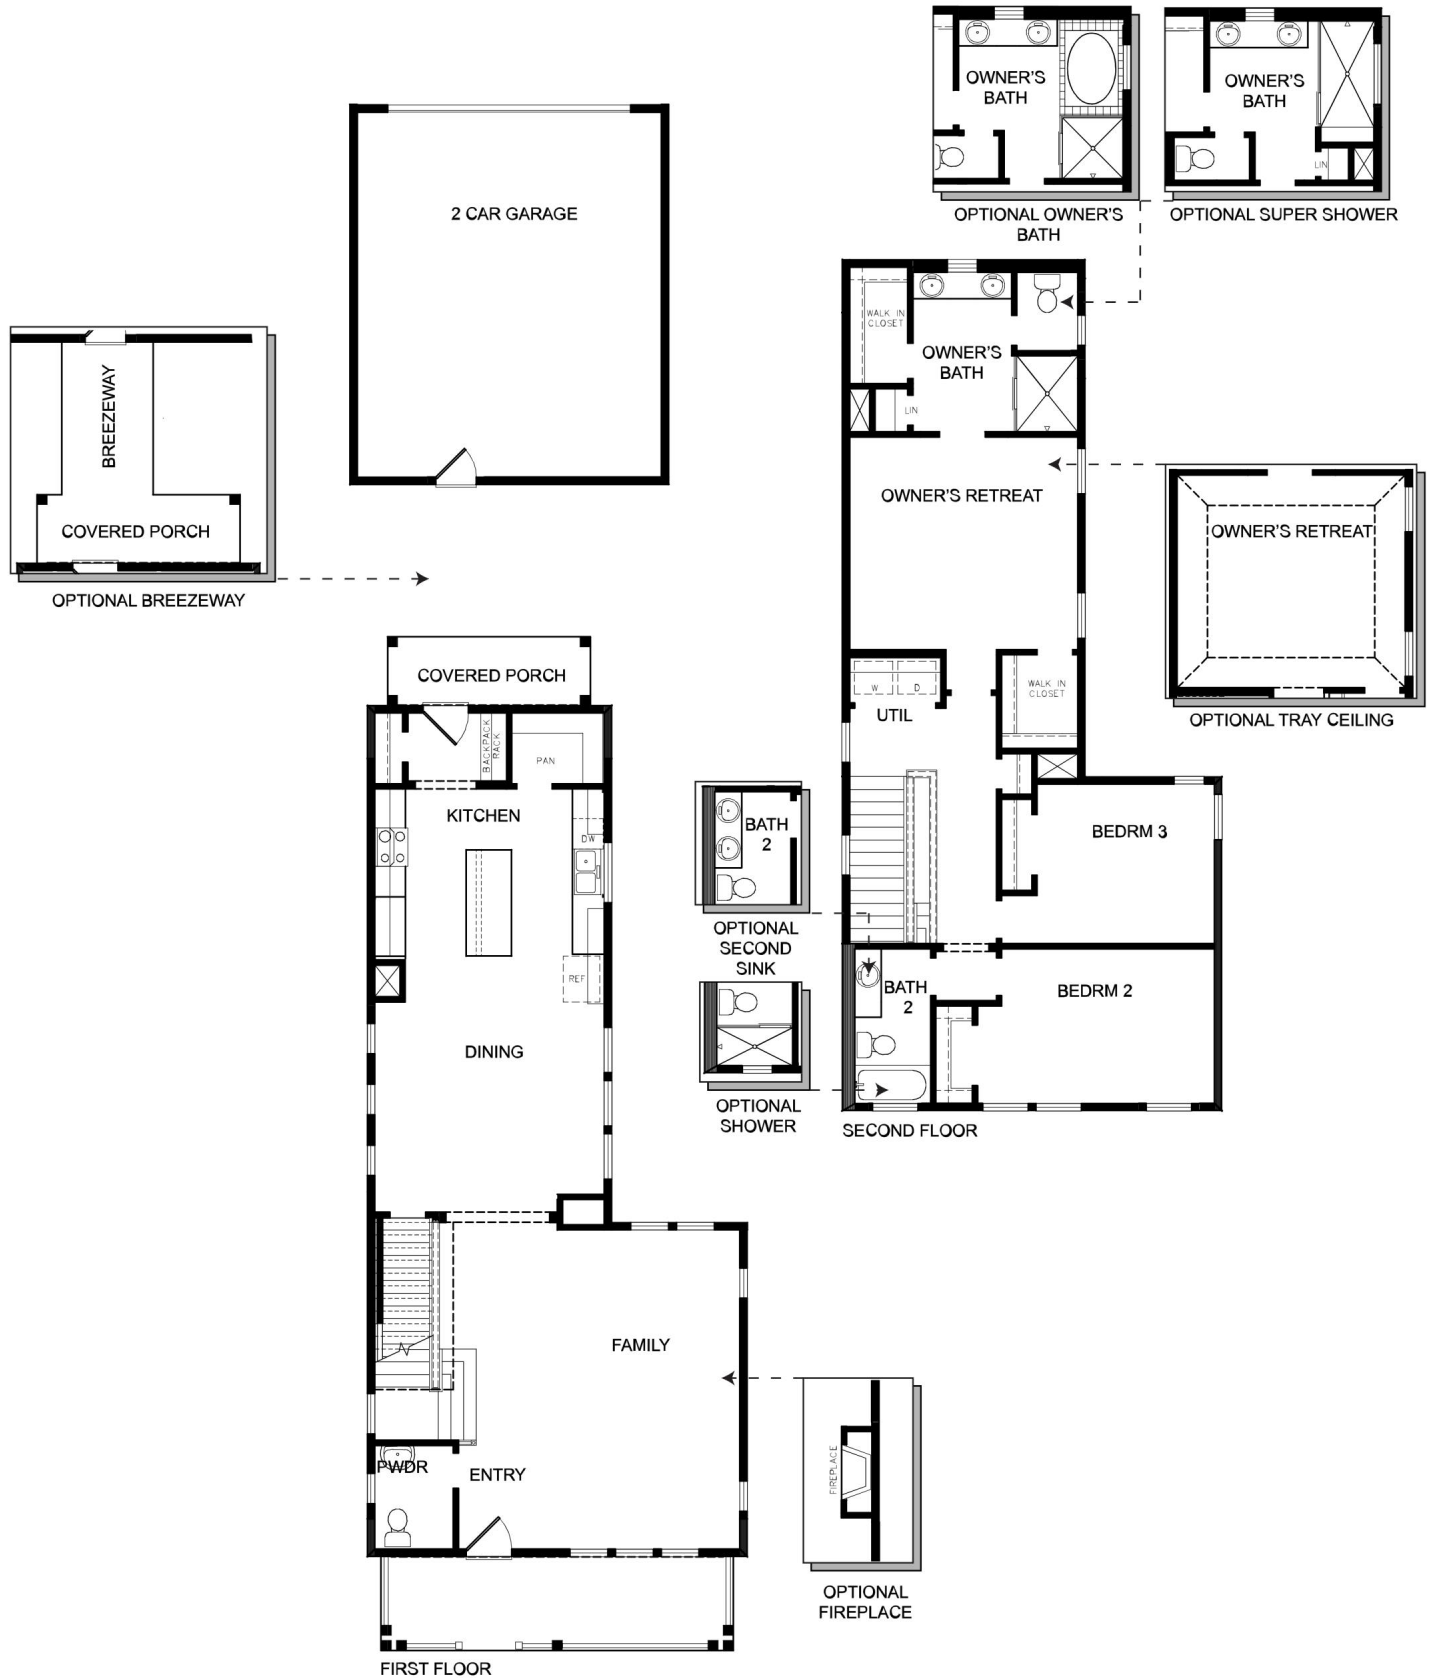 OWNER'S
BATH
LIN
OPTIONAL OWNER'S
BATH
OWNER'S
BATH
OPTIONAL SUPER SHOWER
2 CAR GARAGE
BREEZEWAY
COVERED PORCH
OPTIONAL BREEZEWAY
WALK IN
CLOSET
OWNER'S
BATH
LIN
OWNER'S RETREAT
OWNER'S RETREAT
OPTIONAL TRAY CEILING
W
D
UTIL
WALK IN
CLOSET
BEDRM 3
BATH
2
OPTIONAL
SECOND
SINK
BATH
2
BEDRM 2
OPTIONAL
SHOWER
SECOND FLOOR
COVERED PORCH
BACKPACK
RACK
PAN
KITCHEN
DW
REF
DINING
FAMILY
PWDR
ENTRY
FIREPLACE
OPTIONAL
FIREPLACE
FIRST FLOOR